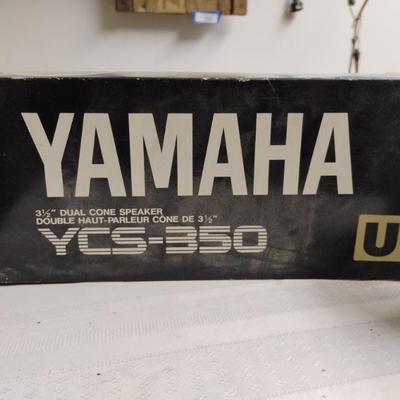 YAMAHA
3½" DUAL CONE SPEAKER
DOUBLE HAUT-PARLEUR CONE DE 3½"
YCS-350
U